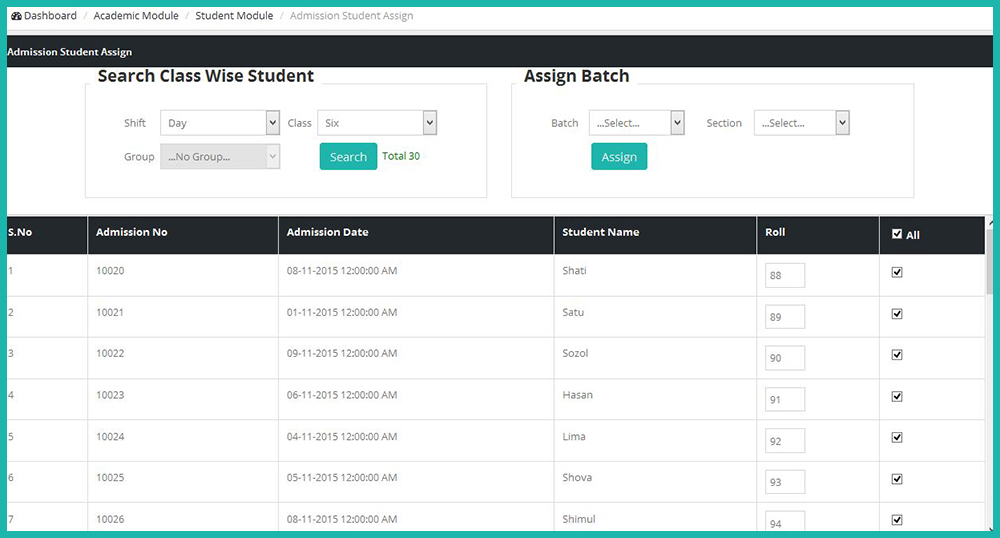 Dashboard / Academic Module / Student Module / Admission Student Assign
Admission Student Assign
Search Class Wise Student
Shift Day Class Six
Group ...No Group...
Search Total 30
Assign Batch
Batch ...Select... Section ...Select...
Assign
S.No Admission No Admission Date Student Name Roll All
1 10020 08-11-2015 12:00:00 AM Shati 88
2 10021 01-11-2015 12:00:00 AM Satu 89
3 10022 09-11-2015 12:00:00 AM Sozol 90
4 10023 06-11-2015 12:00:00 AM Hasan 91
5 10024 04-11-2015 12:00:00 AM Lima 92
6 10025 05-11-2015 12:00:00 AM Shova 93
7 10026 08-11-2015 12:00:00 AM Shimul 94